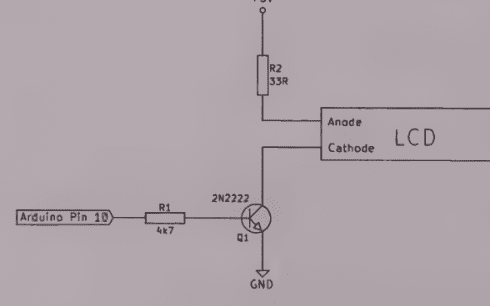 R2
33R
Anode
LCD
Cathode
2N2222
R1
Arduino Pin 10
4k7
Q1
GND